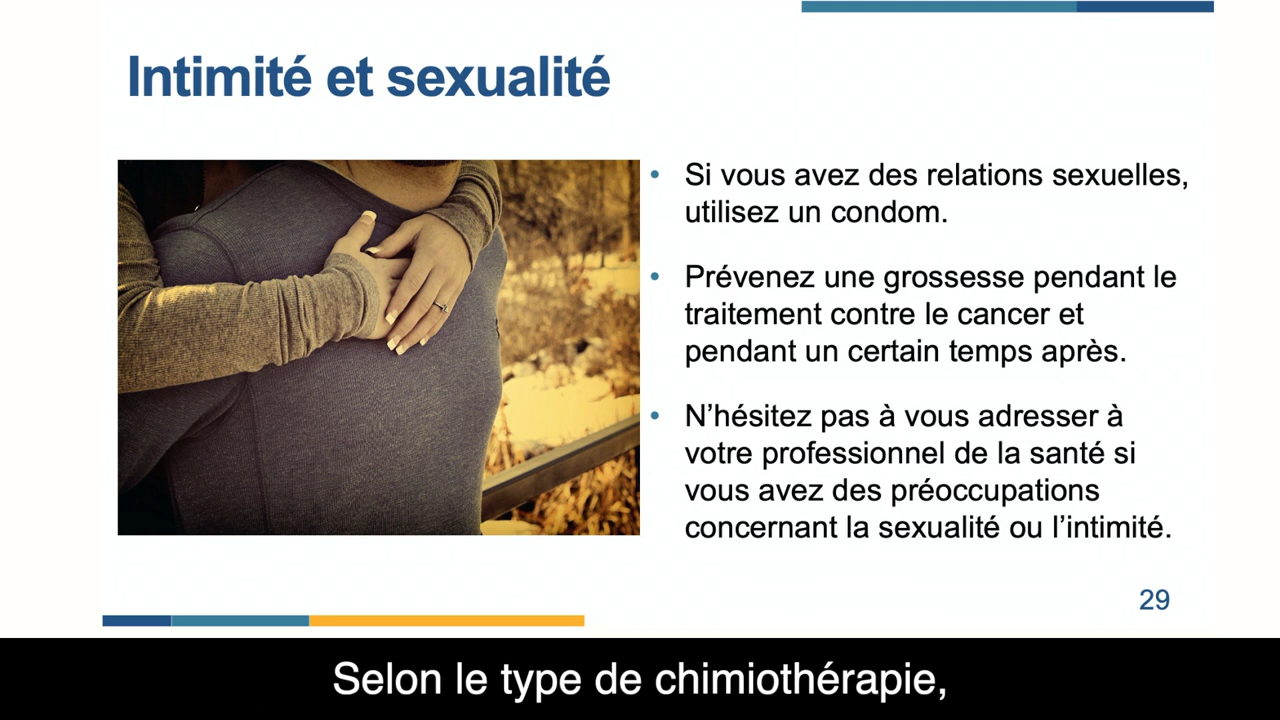 Intimité et sexualité
• Si vous avez des relations sexuelles,
utilisez un condom.
• Prévenez une grossesse pendant le
traitement contre le cancer et
pendant un certain temps après.
• N’hésitez pas à vous adresser à
votre professionnel de la santé si
vous avez des préoccupations
concernant la sexualité ou l’intimité.
29
Selon le type de chimiothérapie,